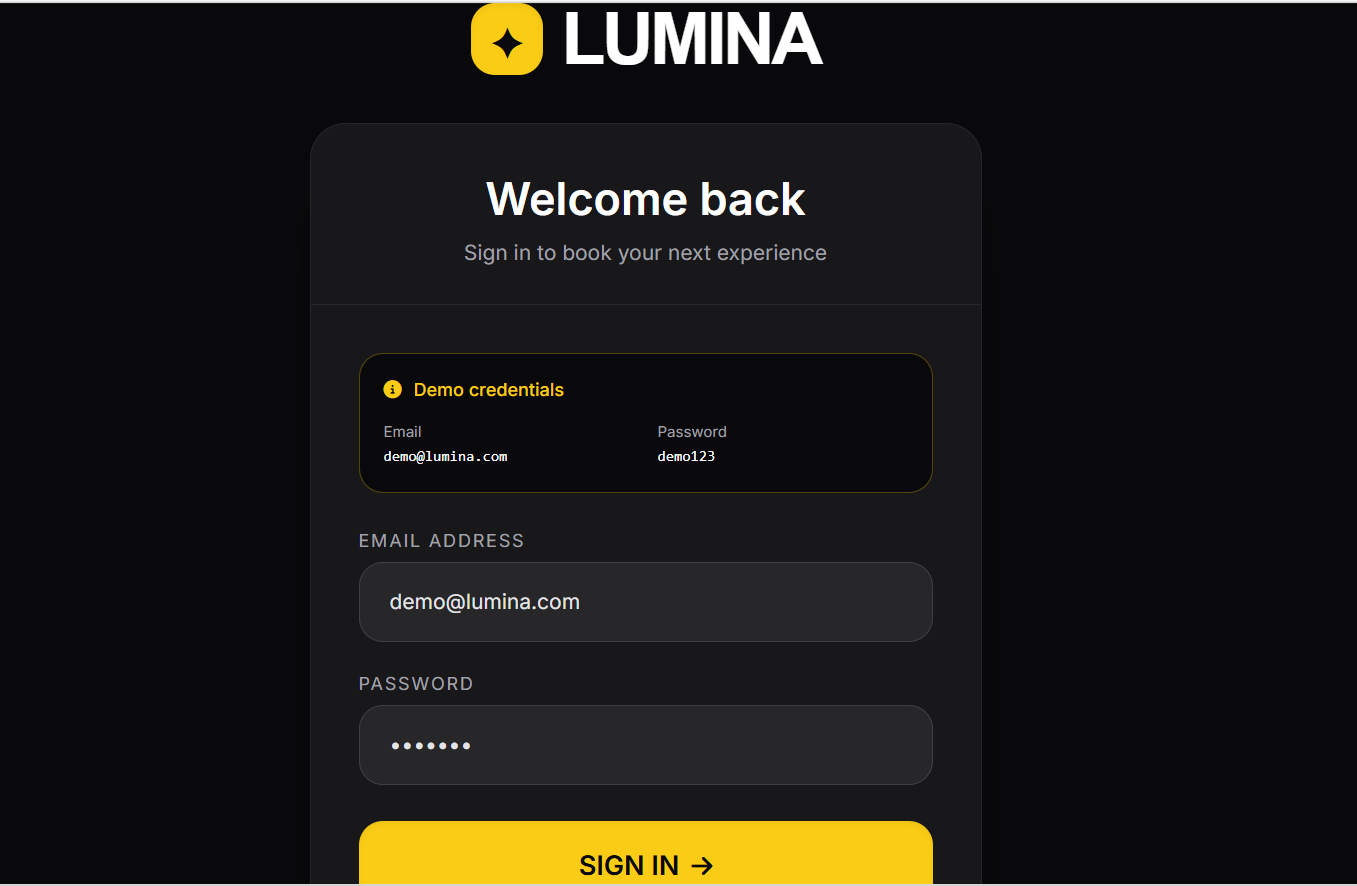 LUMINA
Welcome back
Sign in to book your next experience
Demo credentials
Email Password
demo@lumina.com demo123
EMAIL ADDRESS
demo@lumina.com
PASSWORD
•••••••
SIGN IN →